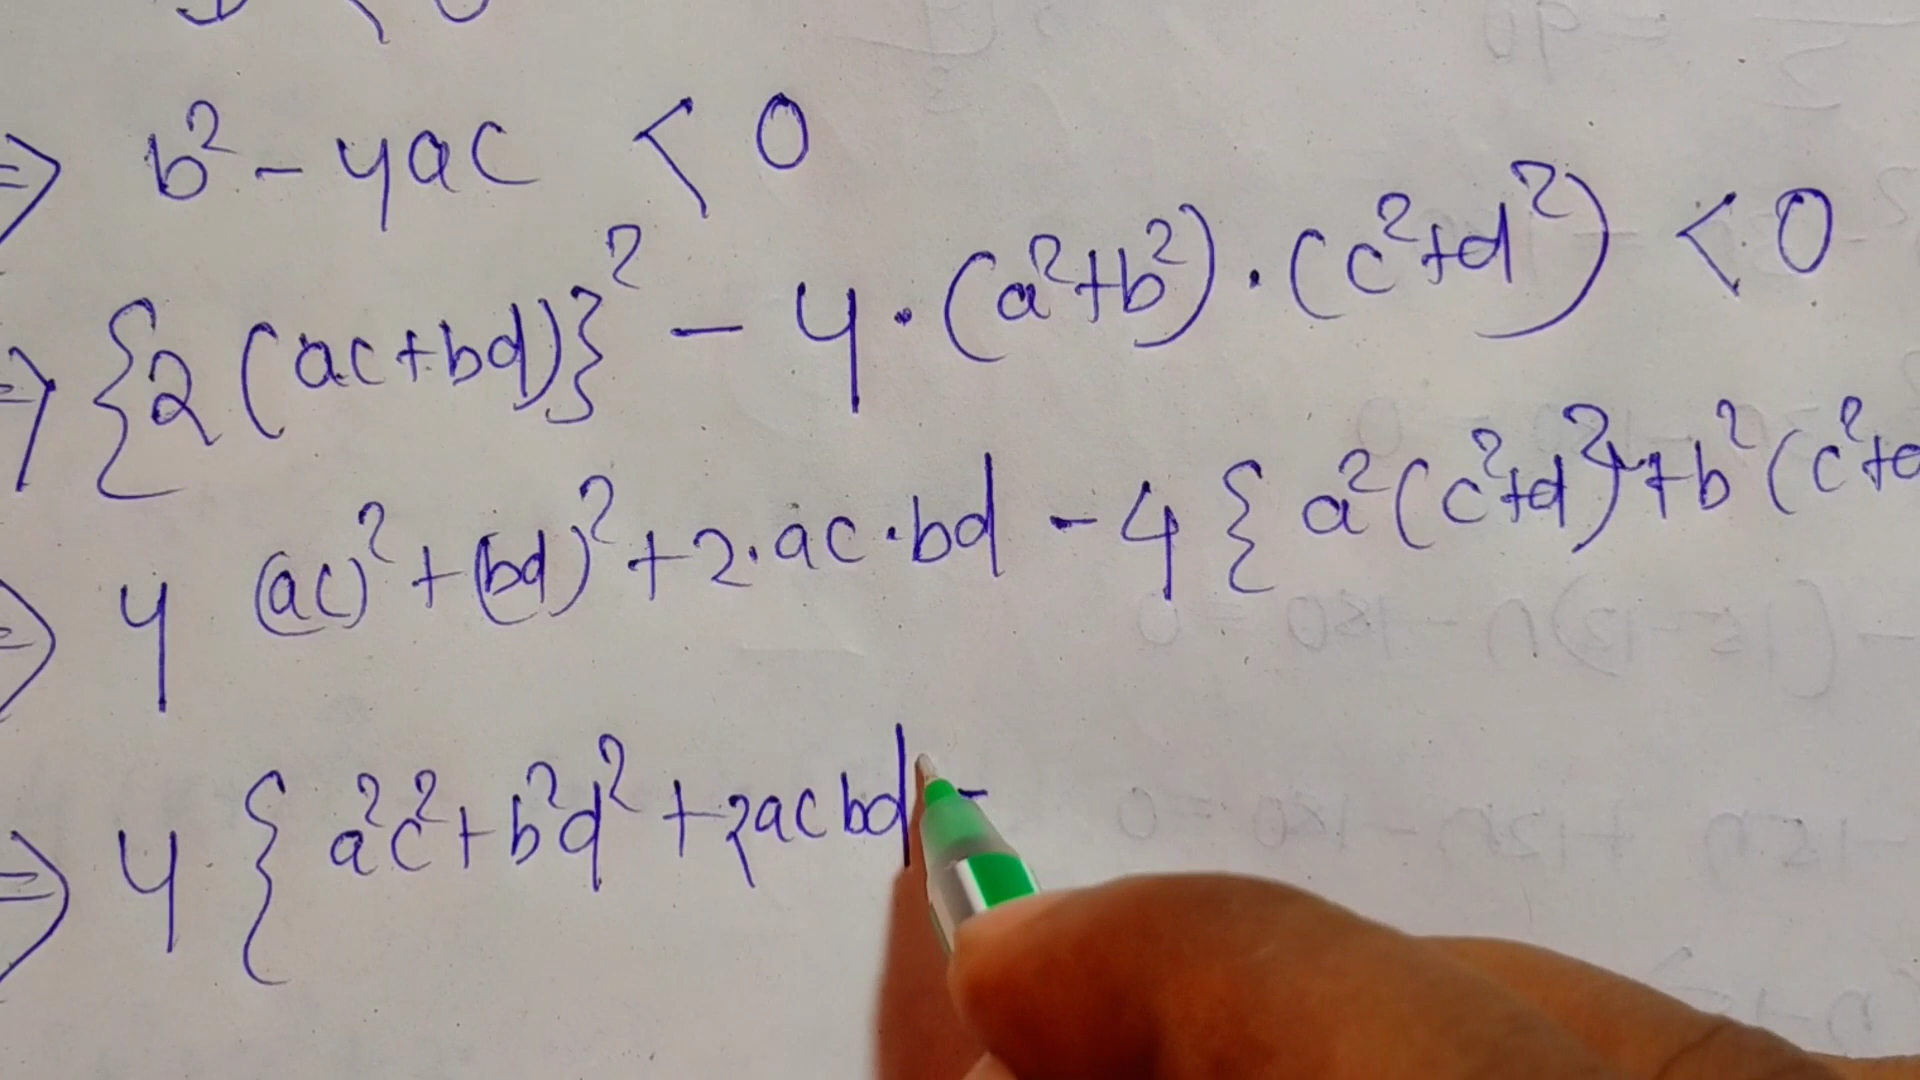 ⇒ b² - 4ac < 0
⇒ {2(ac+bd)}² - 4·(a²+b²)·(c²+d²) < 0
⇒ 4 (ac)²+(bd)²+2·ac·bd - 4{a²(c²+d²)+b²(c²+d
⇒ 4{a²c²+b²d²+2acbd -